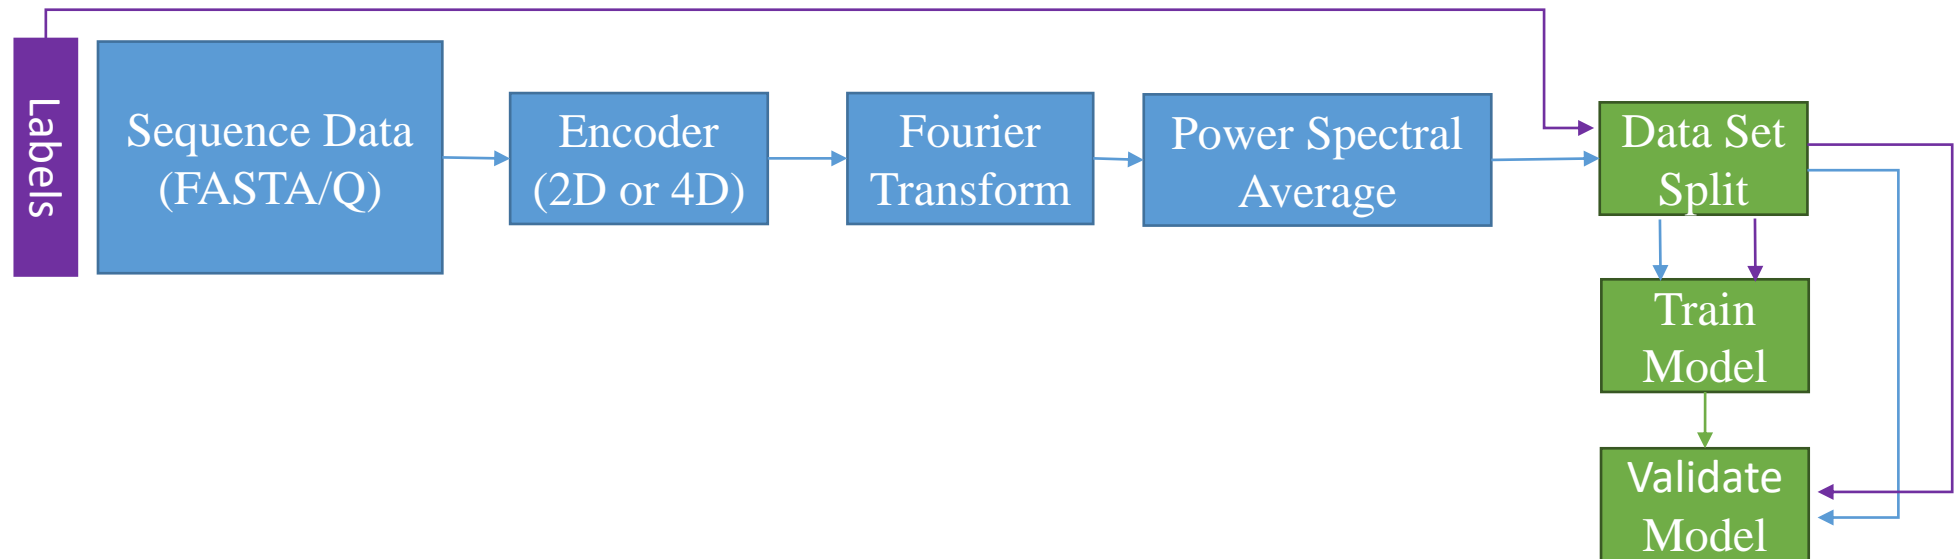 Labels
Sequence Data
(FASTA/Q)
Encoder
(2D or 4D)
Fourier
Transform
Power Spectral
Average
Data Set
Split
Train
Model
Validate
Model